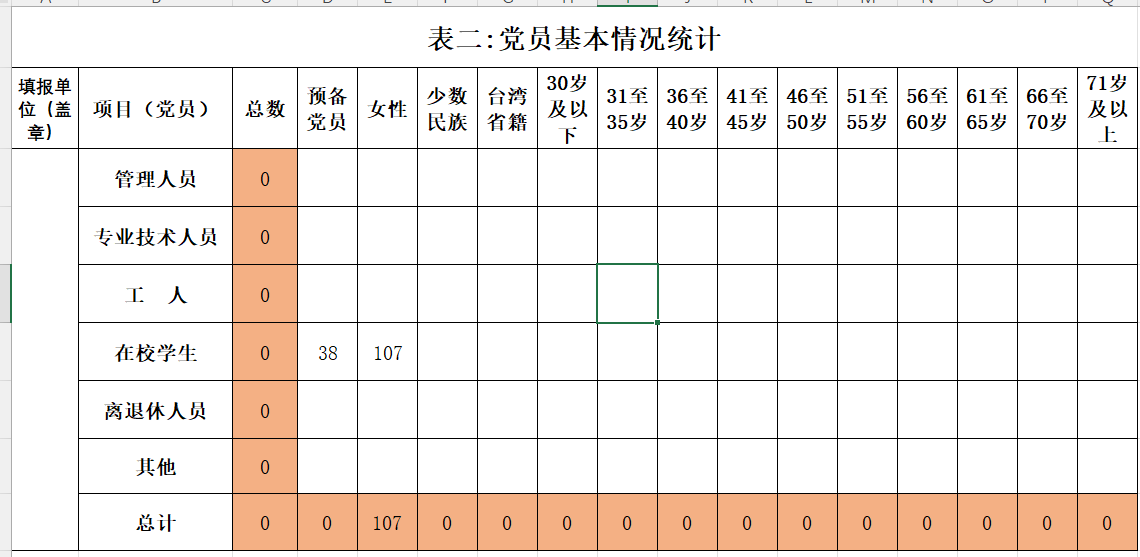 表二:党员基本情况统计
填报单位（盖章） 项目（党员） 总数 预备党员 女性 少数民族 台湾省籍 30岁及以下 31至35岁 36至40岁 41至45岁 46至50岁 51至55岁 56至60岁 61至65岁 66至70岁 71岁及以上
管理人员 0
专业技术人员 0
工 人 0
在校学生 0 38 107
离退休人员 0
其他 0
总计 0 0 107 0 0 0 0 0 0 0 0 0 0 0 0